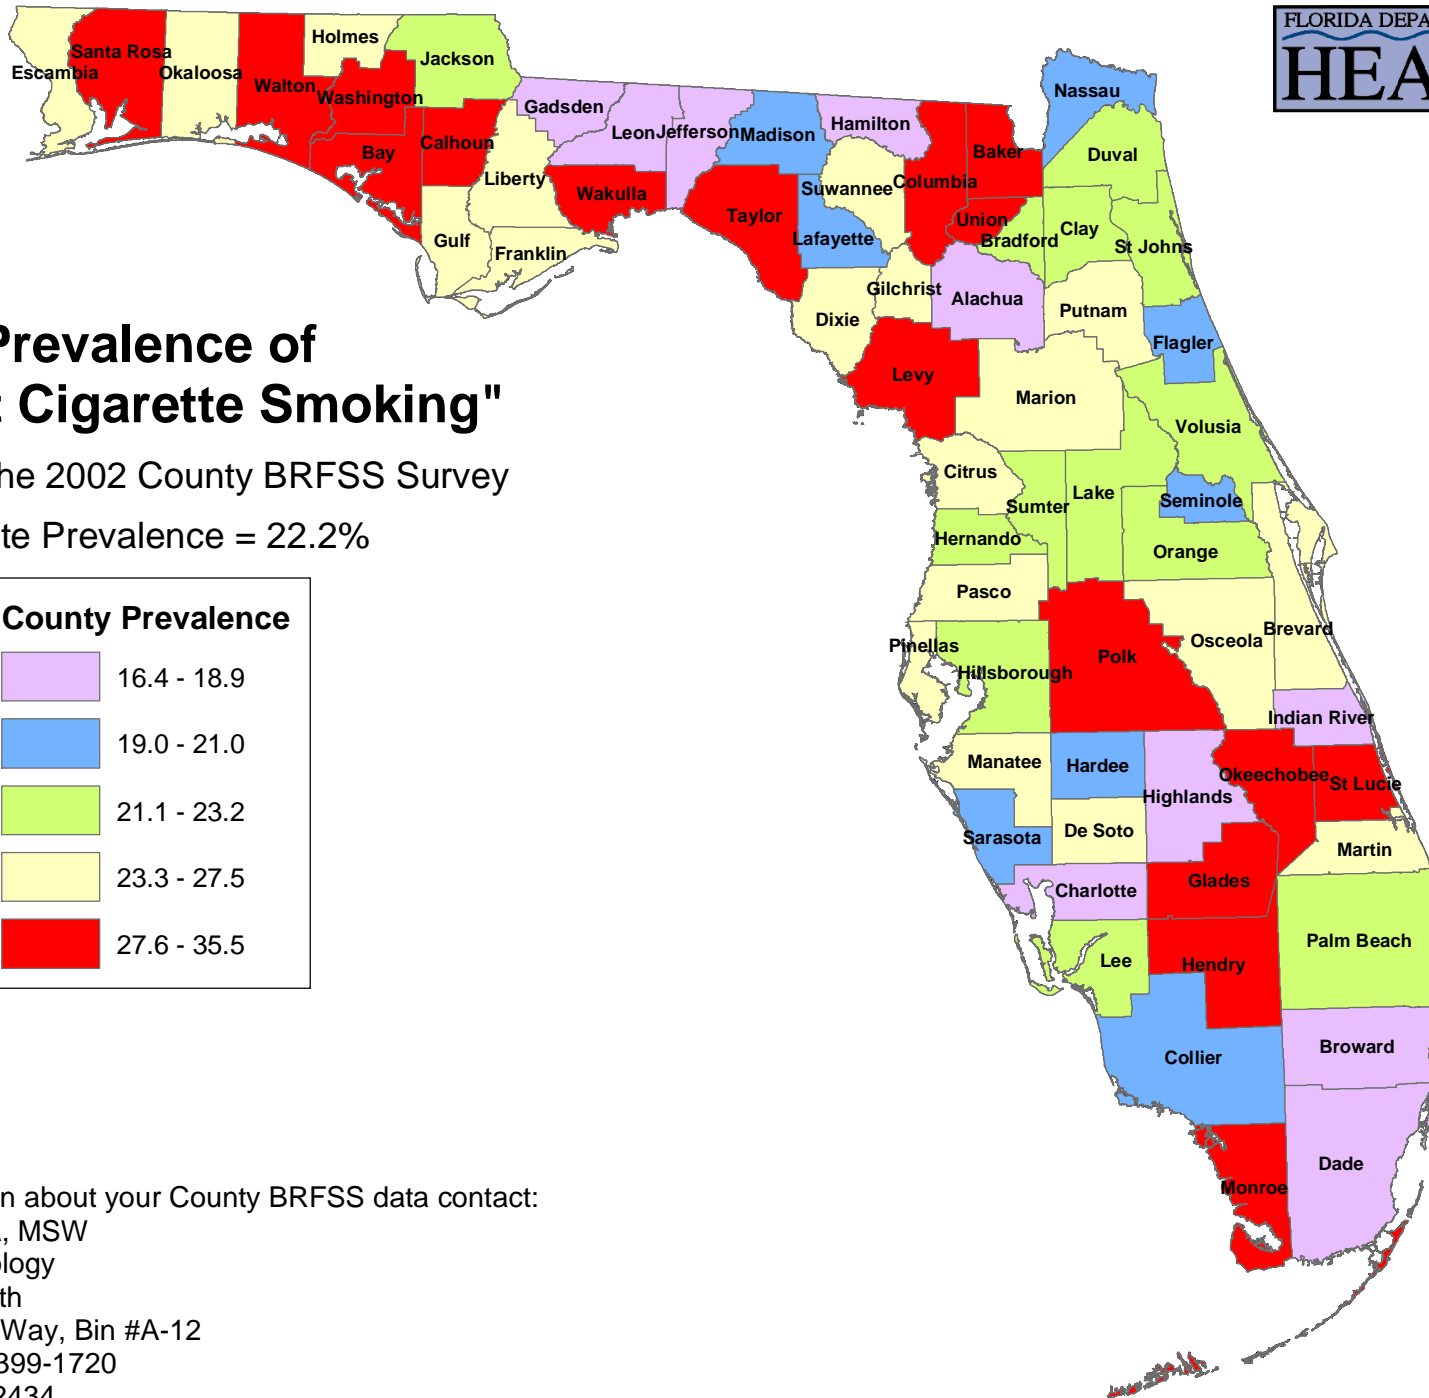 FLORIDA DEPA
HEA
Holmes
Santa Rosa
Jackson
Escambia
Okaloosa
Walton
Washington
Nassau
Gadsden
Hamilton
Leon
Jefferson
Madison
Calhoun
Bay
Baker
Duval
Liberty
Suwannee
Columbia
Wakulla
Taylor
Union
Clay
Bradford
St Johns
Lafayette
Gulf
Franklin
Gilchrist
Alachua
Putnam
Dixie
Flagler
Prevalence of
Levy
Cigarette Smoking"
Marion
Volusia
he 2002 County BRFSS Survey
Citrus
Lake
Seminole
Sumter
te Prevalence = 22.2%
Hernando
Orange
Pasco
County Prevalence
Brevard
Osceola
Pinellas
Polk
Hillsborough
16.4 - 18.9
Indian River
19.0 - 21.0
Manatee
Hardee
Okeechobee
St Lucie
Highlands
21.1 - 23.2
De Soto
Sarasota
Martin
23.3 - 27.5
Glades
Charlotte
27.6 - 35.5
Palm Beach
Lee
Hendry
Broward
Collier
Dade
Monroe
n about your County BRFSS data contact:
, MSW
ology
th
Way, Bin #A-12
399-1720
2434